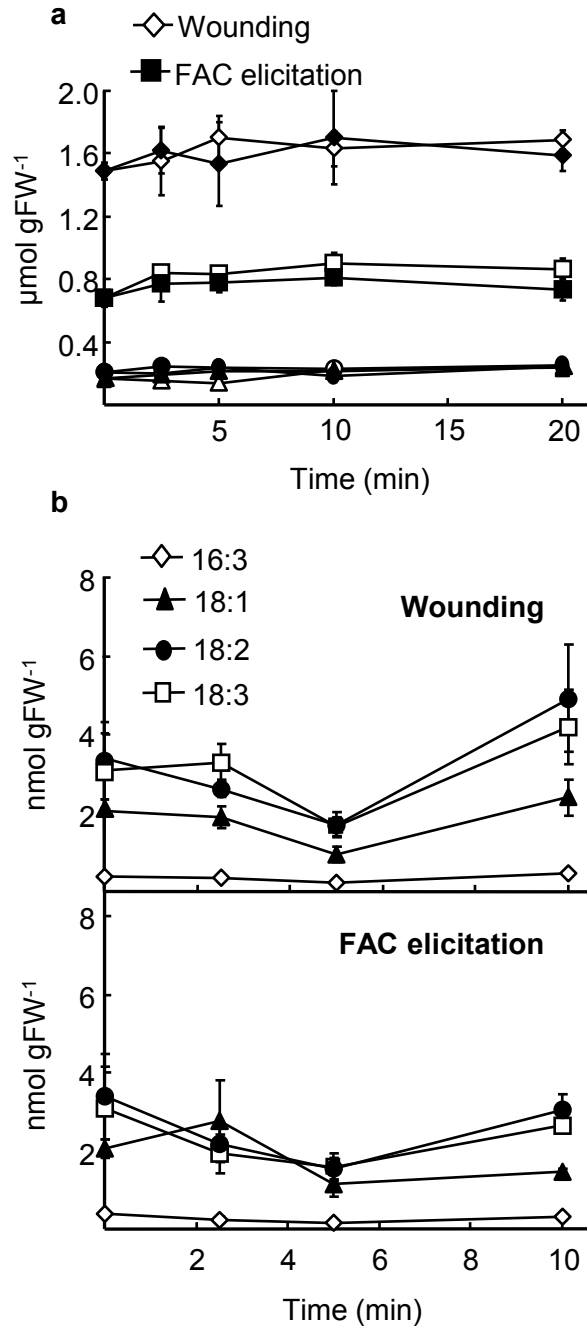 a
Wounding
FAC elicitation
2.0
1.6
1.2
0.8
0.4
µmol gFW-1
5 10 15 20
Time (min)
b
16:3
18:1
18:2
18:3
Wounding
8
6
4
2
nmol gFW-1
FAC elicitation
8
6
4
2
nmol gFW-1
2 4 6 8 10
Time (min)